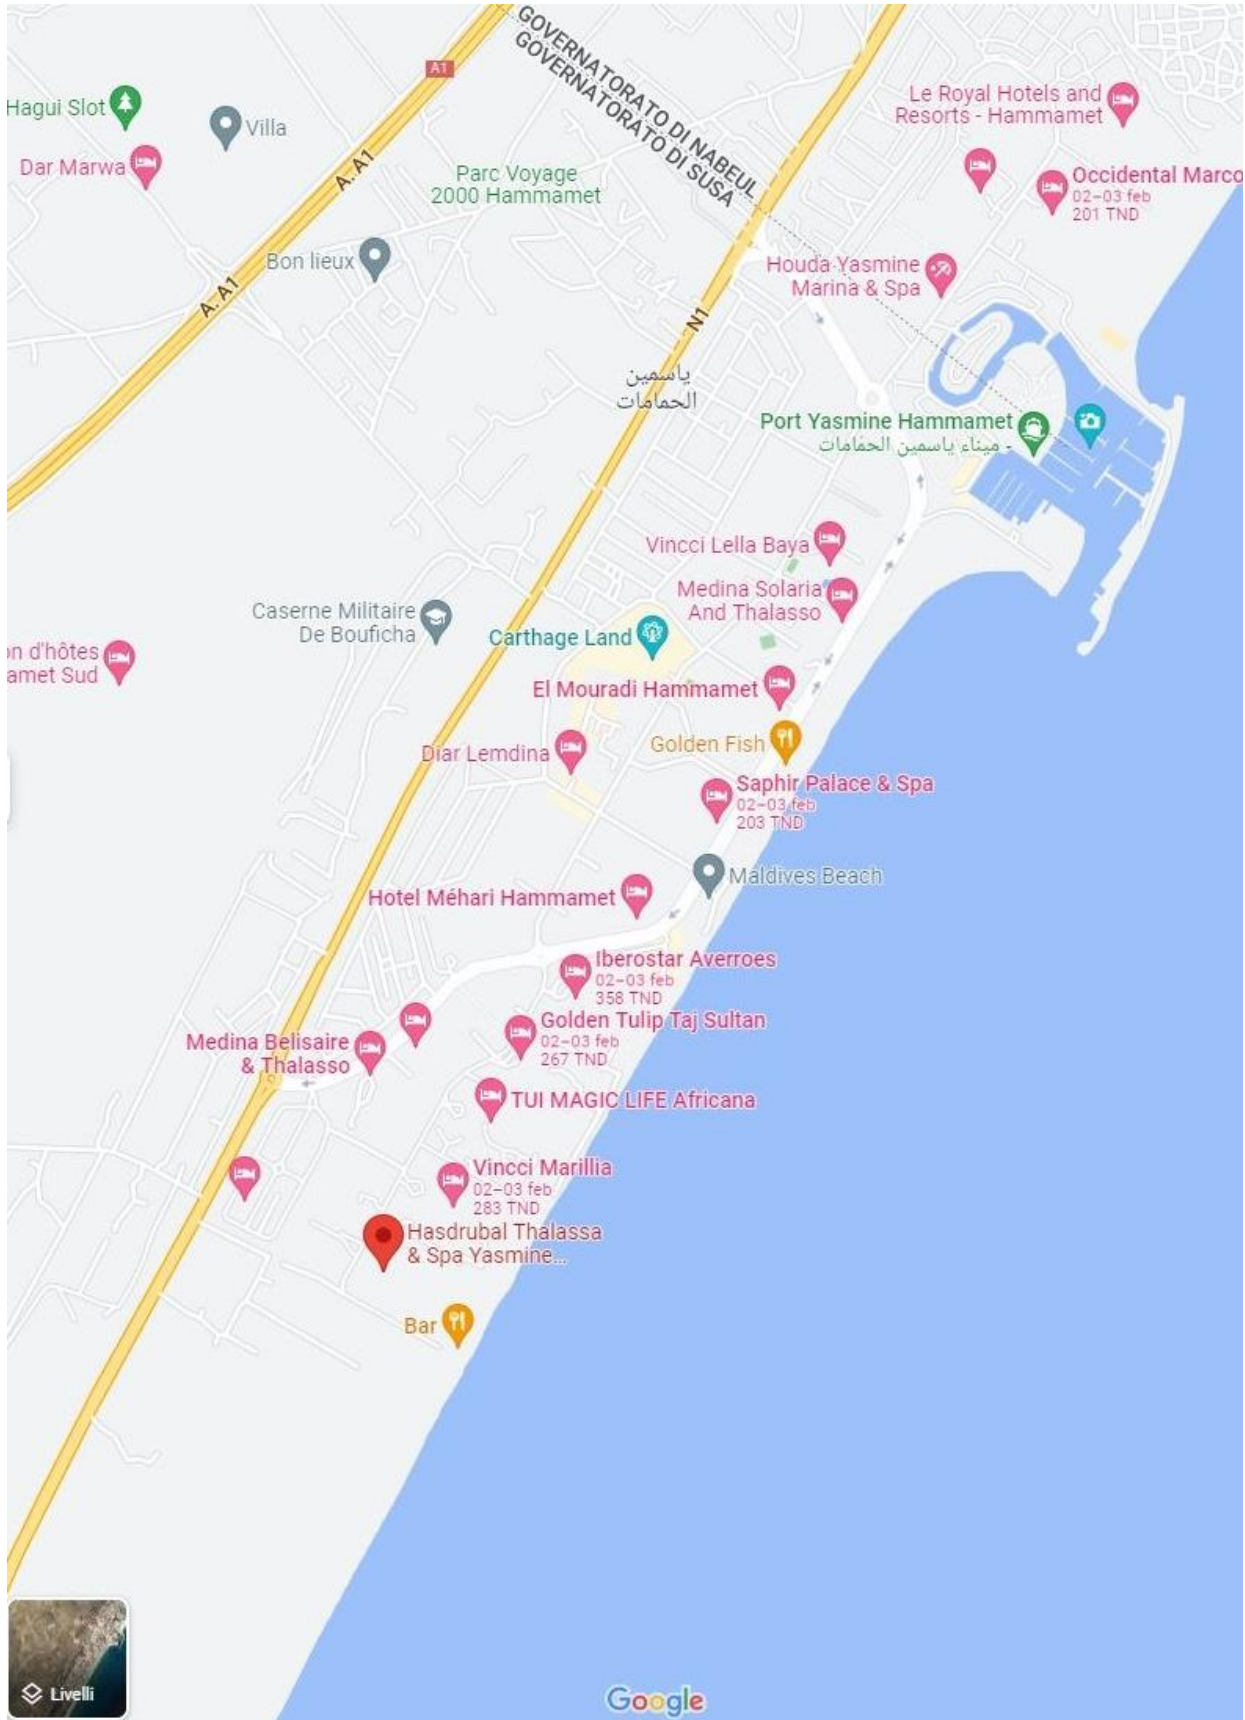 GOVERNATORATO DI NABEUL
GOVERNATORATO DI SUSA
A1
Hagui Slot
Villa
Le Royal Hotels and
Resorts - Hammamet
Dar Marwa
A. A1
Parc Voyage
2000 Hammamet
Occidental Marco
02–03 feb
201 TND
Bon lieux
Houda Yasmine
Marina & Spa
A. A1
N1
ياسمين
الحمامات
Port Yasmine Hammamet
ميناء ياسمين الحمامات -
Vincci Lella Baya
Medina Solaria
And Thalasso
Caserne Militaire
De Bouficha
Carthage Land
n d'hôtes
amet Sud
El Mouradi Hammamet
Diar Lemdina
Golden Fish
Saphir Palace & Spa
02–03 feb
203 TND
Maldives Beach
Hotel Méhari Hammamet
Iberostar Averroes
02–03 feb
358 TND
Golden Tulip Taj Sultan
02–03 feb
267 TND
Medina Belisaire
& Thalasso
TUI MAGIC LIFE Africana
Vincci Marillia
02–03 feb
283 TND
Hasdrubal Thalassa
& Spa Yasmine...
Bar
Livelli
Google